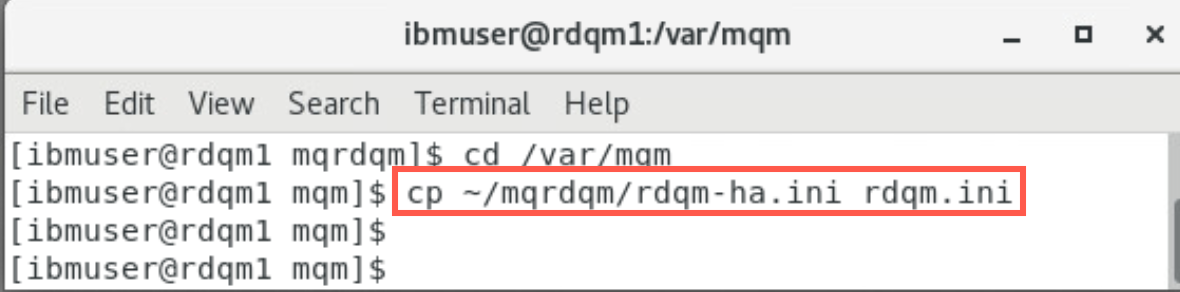 ibmuser@rdqm1:/var/mqm
File Edit View Search Terminal Help
[ibmuser@rdqm1 mqrdqm]$ cd /var/mqm
[ibmuser@rdqm1 mqm]$ cp ~/mqrdqm/rdqm-ha.ini rdqm.ini
[ibmuser@rdqm1 mqm]$
[ibmuser@rdqm1 mqm]$